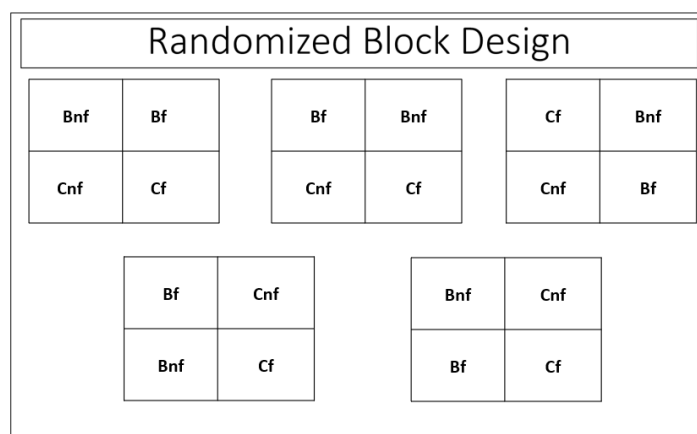 Randomized Block Design
Bnf Bf
Cnf Cf
Bf Bnf
Cnf Cf
Cf Bnf
Cnf Bf
Bf Cnf
Bnf Cf
Bnf Cnf
Bf Cf